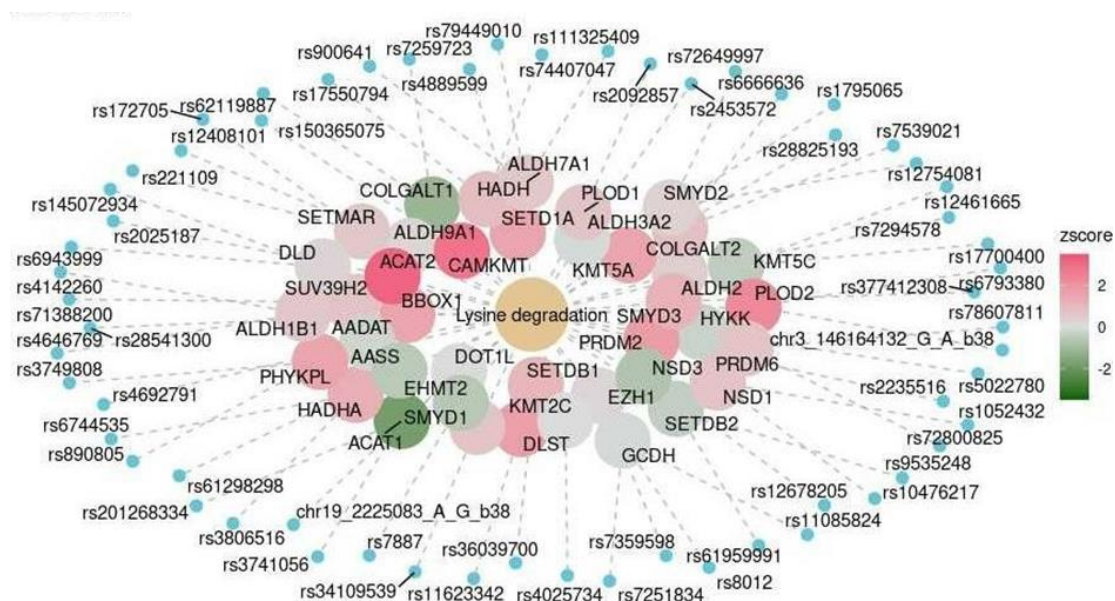 rs79449010
rs111325409
rs900641
rs7259723
rs72649997
rs4889599
rs74407047
rs6666636
rs17550794
rs2092857
rs2453572
rs1795065
rs172705
rs62119887
rs12408101
rs150365075
rs7539021
rs28825193
rs221109
ALDH7A1
rs12754081
COLGALT1
HADH
PLOD1
SMYD2
rs12461665
rs145072934
SETMAR
SETD1A
ALDH3A2
rs7294578
rs2025187
ALDH9A1
zscore
DLD
ACAT2
CAMKMT
COLGALT2
KMT5C
rs17700400
rs6943999
KMT5A
rs4142260
SUV39H2
BBOX1
ALDH2
PLOD2
rs377412308
rs6793380
2
rs71388200
Lysine degradation
SMYD3
HYKK
rs78607811
0
ALDH1B1
AADAT
rs4646769
rs28541300
PRDM2
chr3_146164132_G_A_b38
rs3749808
AASS
DOT1L
SETDB1
NSD3
PRDM6
-2
PHYKPL
rs4692791
EHMT2
EZH1
NSD1
rs2235516
rs5022780
HADHA
KMT2C
rs6744535
SMYD1
SETDB2
rs1052432
ACAT1
DLST
rs72800825
rs890805
GCDH
rs9535248
rs61298298
rs12678205
rs10476217
rs201268334
chr19_2225083_A_G_b38
rs11085824
rs3806516
rs7887
rs36039700
rs7359598
rs61959991
rs3741056
rs34109539
rs11623342
rs4025734
rs7251834
rs8012